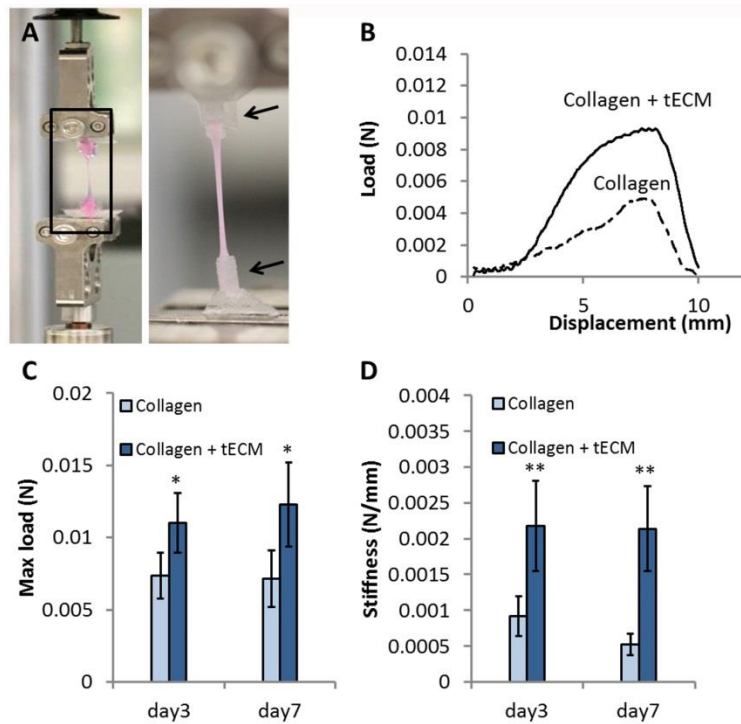 A
B
0.014
0.012
0.01
0.008
0.006
0.004
0.002
0
Load (N)
Collagen + tECM
Collagen
0
5
10
Displacement (mm)
C
0.02
0.015
0.01
0.005
0
Max load (N)
Collagen
Collagen + tECM
*
*
day3
day7
D
0.004
0.0035
0.003
0.0025
0.002
0.0015
0.001
0.0005
0
Stiffness (N/mm)
Collagen
Collagen + tECM
**
**
day3
day7